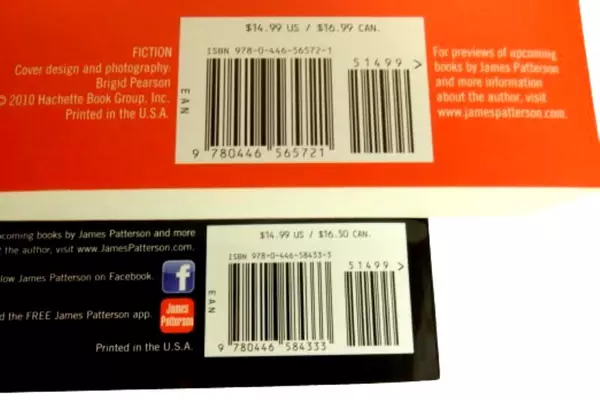 $14.99 US / $16.99 CAN.
FICTION
Cover design and photography:
Brigid Pearson
© 2010 Hachette Book Group, Inc.
Printed in the U.S.A.
ISBN 978-0-446-56572-1
51499 >
EAN
9 780446 565721
For previews of upcoming
books by James Patterson
and more information
about the author, visit
www.jamespatterson.com.
coming books by James Patterson and more
the author, visit www.JamesPatterson.com.
low James Patterson on Facebook.
f
d the FREE James Patterson app.
James
Patterson
Printed in the U.S.A.
$14.99 US / $16.50 CAN.
ISBN 978-0-446-58433-3
51499 >
EAN
9 780446 584333